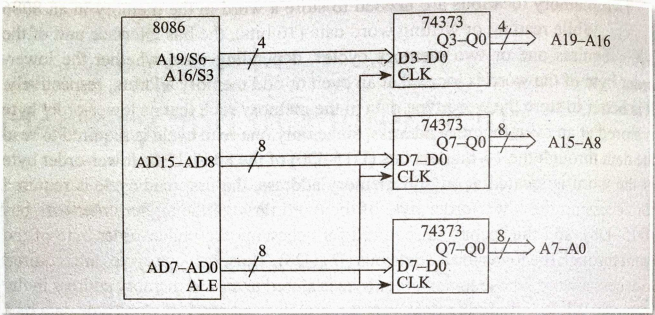 8086
A19/S6–
A16/S3
AD15–AD8
AD7–AD0
ALE
4
8
8
74373
Q3–Q0
D3–D0
CLK
4
A19–A16
74373
Q7–Q0
D7–D0
CLK
8
A15–A8
74373
Q7–Q0
D7–D0
CLK
8
A7–A0